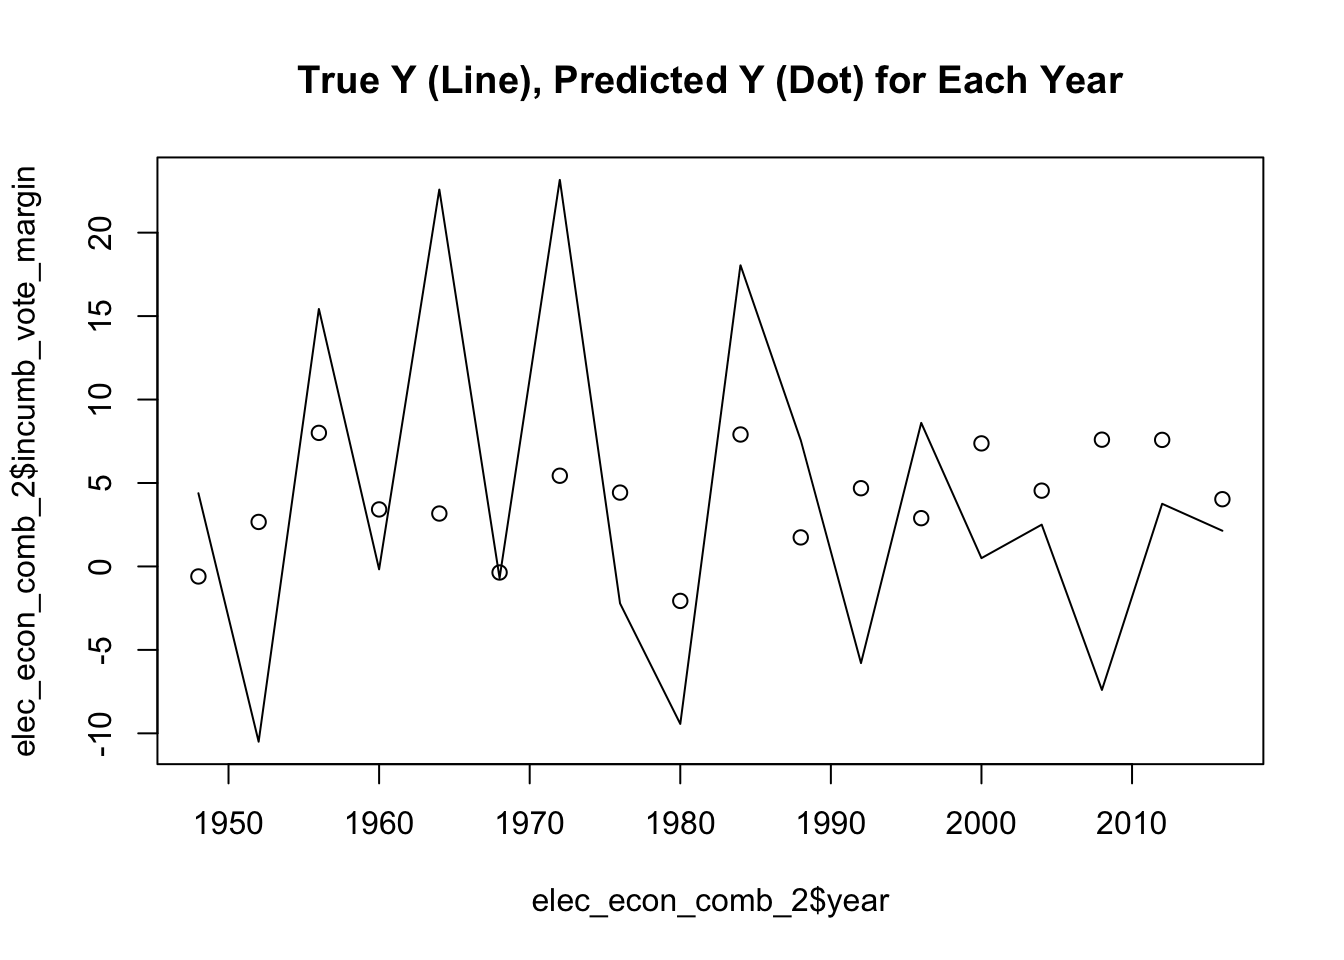 True Y (Line), Predicted Y (Dot) for Each Year
elec_econ_comb_2$incumb_vote_margin
20
15
10
5
0
-5
-10
1950 1960 1970 1980 1990 2000 2010
elec_econ_comb_2$year